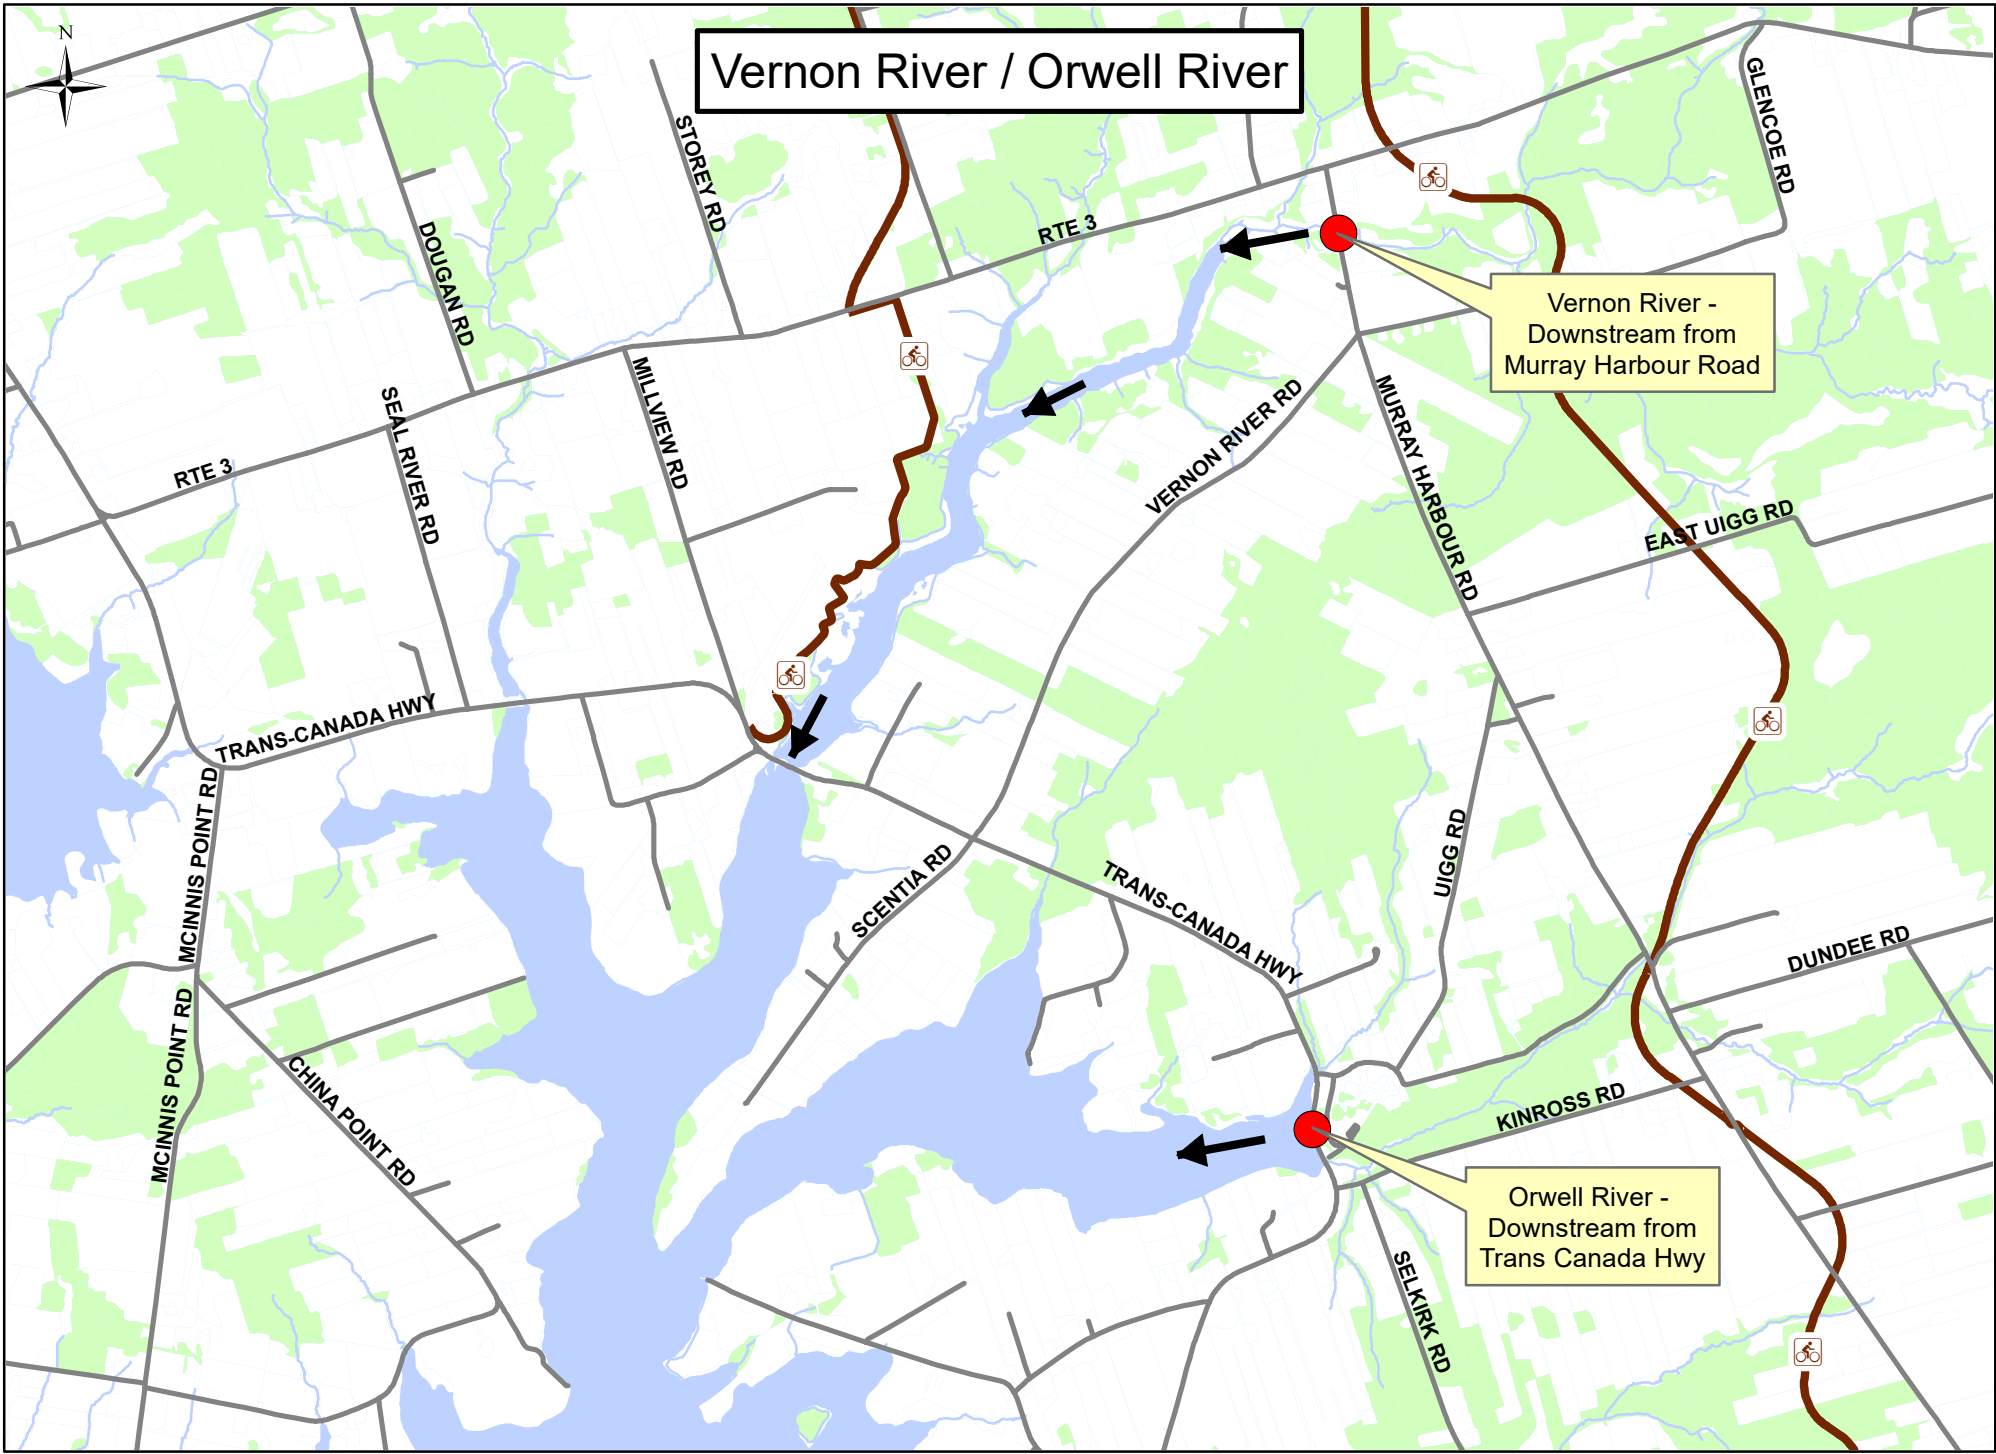 N
Vernon River / Orwell River
GLENCOE RD
STOREY RD
DOUGAN RD
RTE 3
Vernon River -
Downstream from
Murray Harbour Road
MILLVIEW RD
SEAL RIVER RD
RTE 3
VERNON RIVER RD
MURRAY HARBOUR RD
EAST UIGG RD
TRANS-CANADA HWY
MCINNIS POINT RD
SCENTIA RD
TRANS-CANADA HWY
UIGG RD
DUNDEE RD
MCINNIS POINT RD
CHINA POINT RD
KINROSS RD
Orwell River -
Downstream from
Trans Canada Hwy
SELKIRK RD